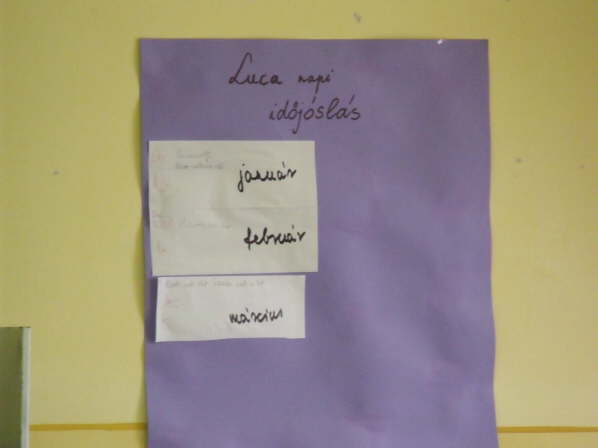 Luca napi
időjóslás
január
február
március